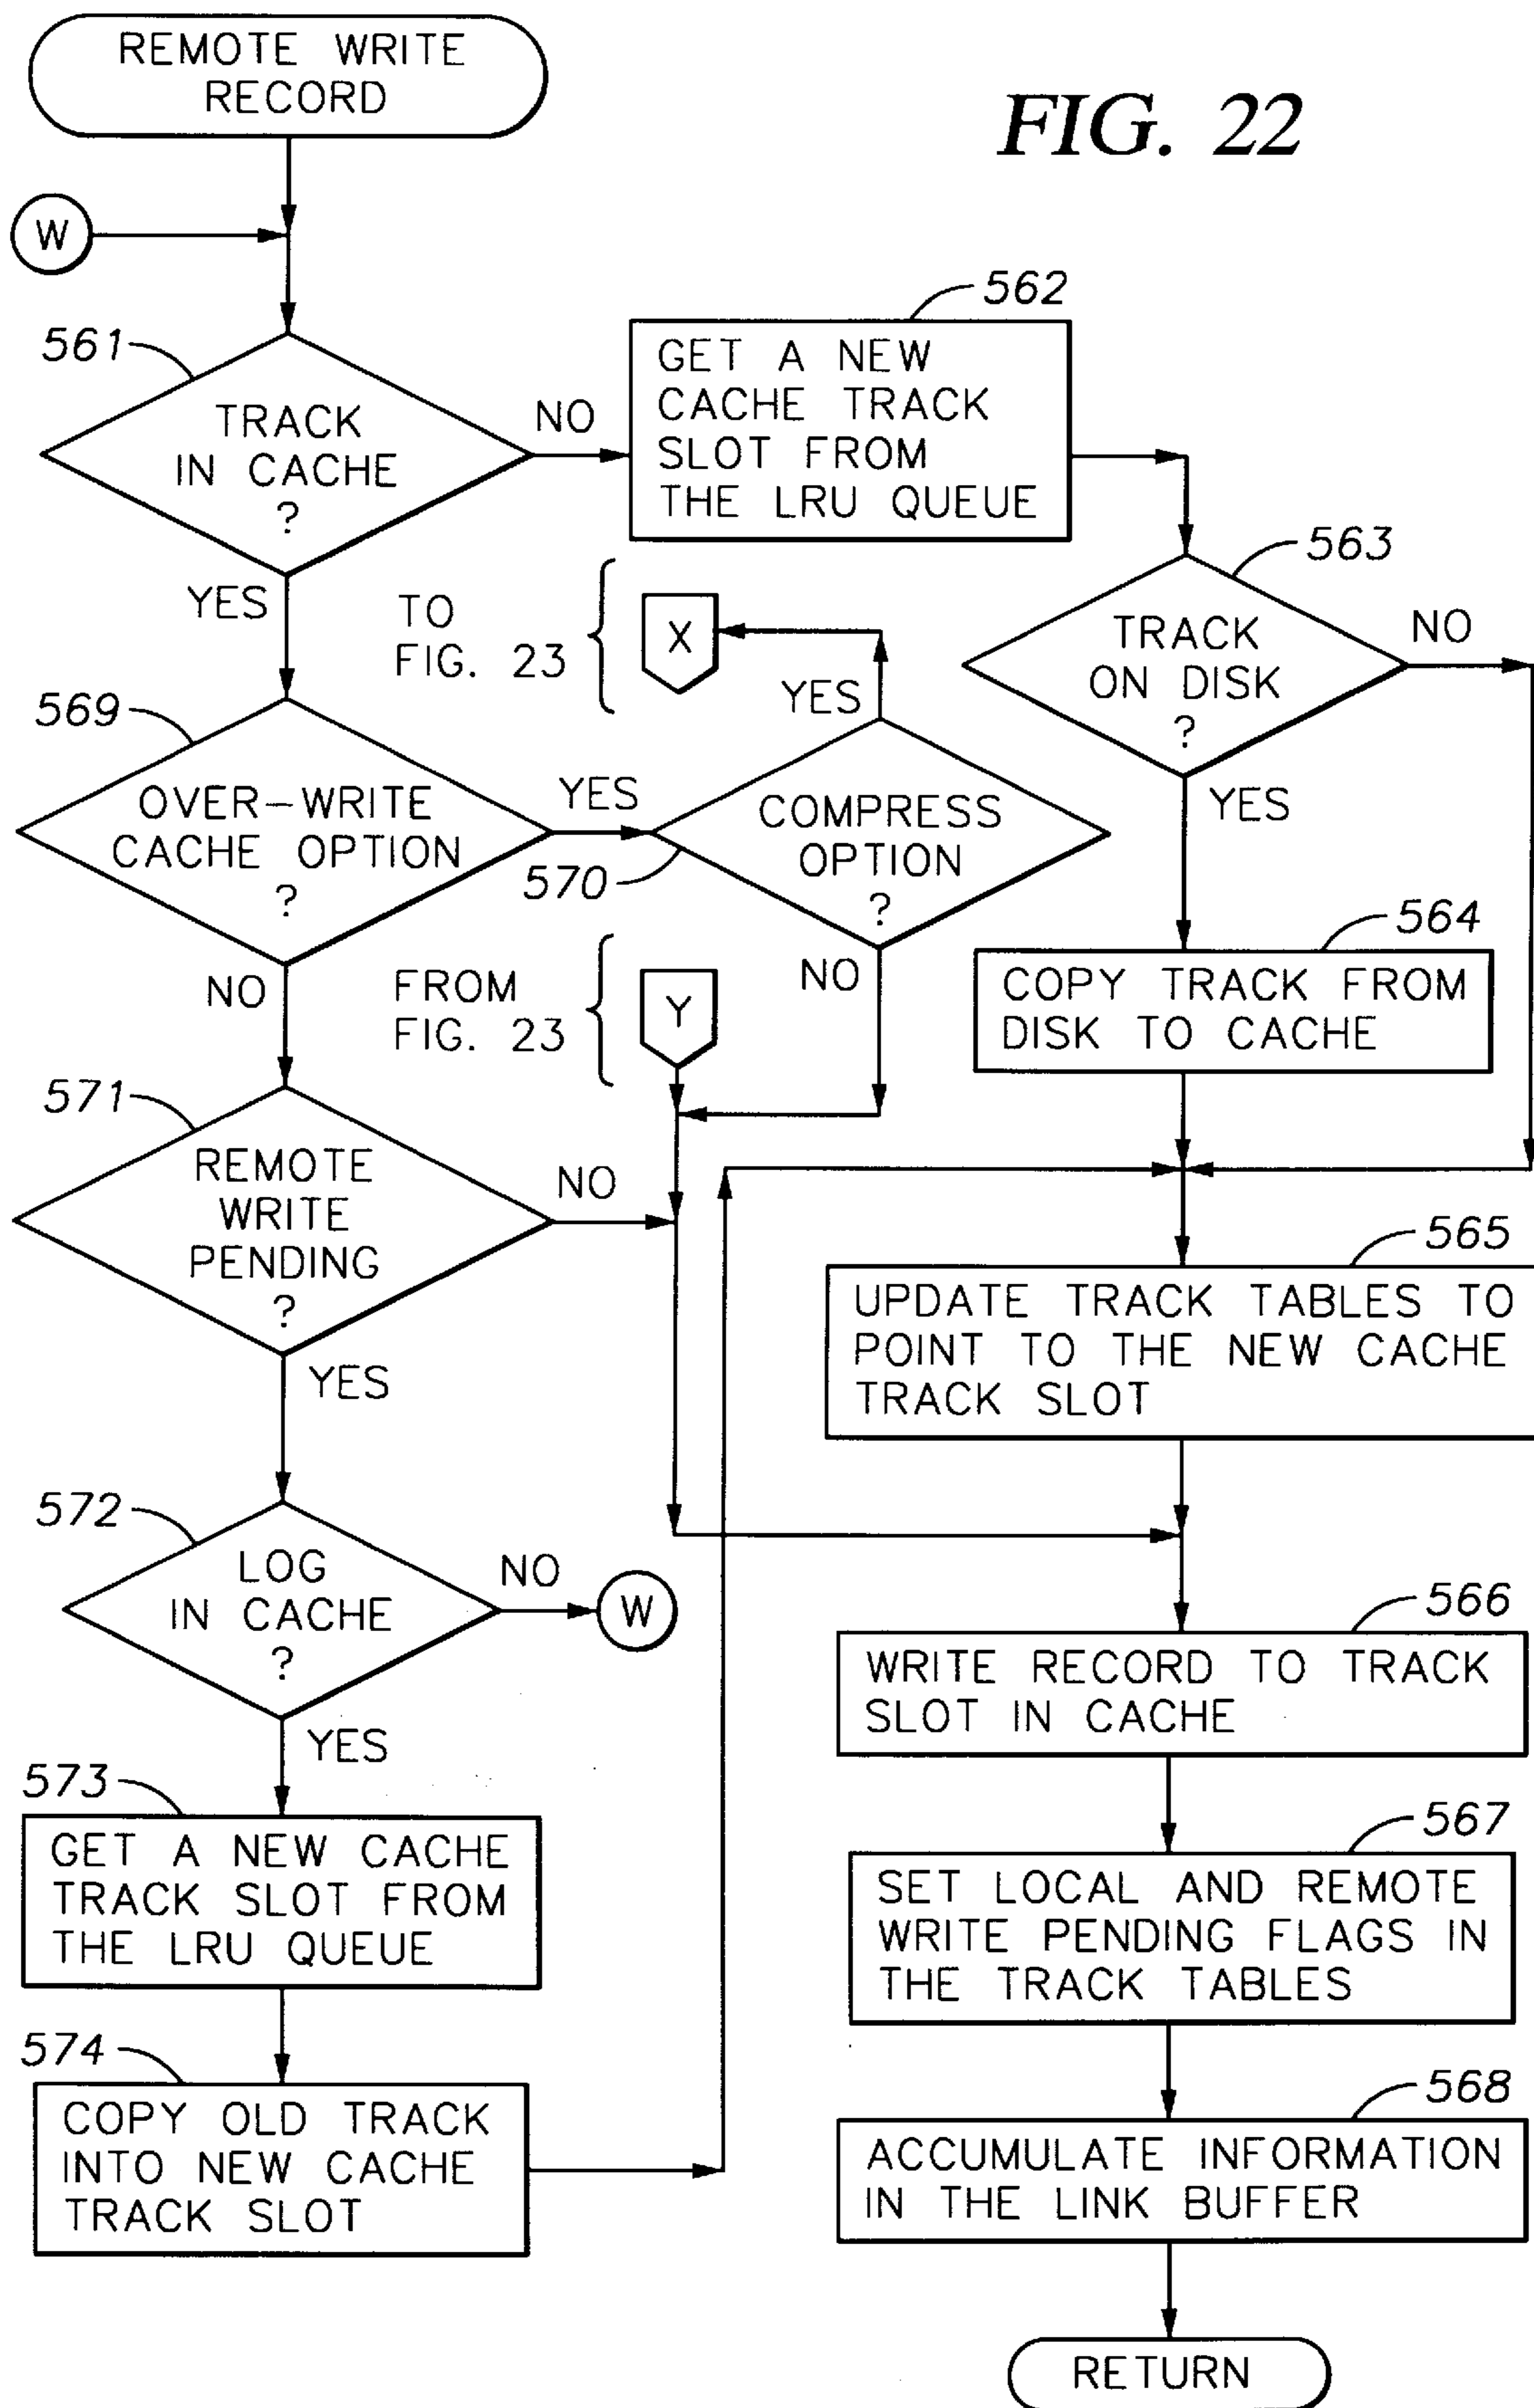 REMOTE WRITE
RECORD
FIG. 22
W
561
TRACK
IN CACHE
?
NO
YES
562
GET A NEW
CACHE TRACK
SLOT FROM
THE LRU QUEUE
563
TRACK
ON DISK
?
NO
YES
TO
FIG. 23
X
YES
569
OVER-WRITE
CACHE OPTION
?
YES
NO
570
COMPRESS
OPTION
?
NO
564
COPY TRACK FROM
DISK TO CACHE
FROM
FIG. 23
Y
571
REMOTE
WRITE
PENDING
?
NO
YES
565
UPDATE TRACK TABLES TO
POINT TO THE NEW CACHE
TRACK SLOT
572
LOG
IN CACHE
?
NO
W
YES
566
WRITE RECORD TO TRACK
SLOT IN CACHE
573
GET A NEW CACHE
TRACK SLOT FROM
THE LRU QUEUE
567
SET LOCAL AND REMOTE
WRITE PENDING FLAGS IN
THE TRACK TABLES
574
COPY OLD TRACK
INTO NEW CACHE
TRACK SLOT
568
ACCUMULATE INFORMATION
IN THE LINK BUFFER
RETURN